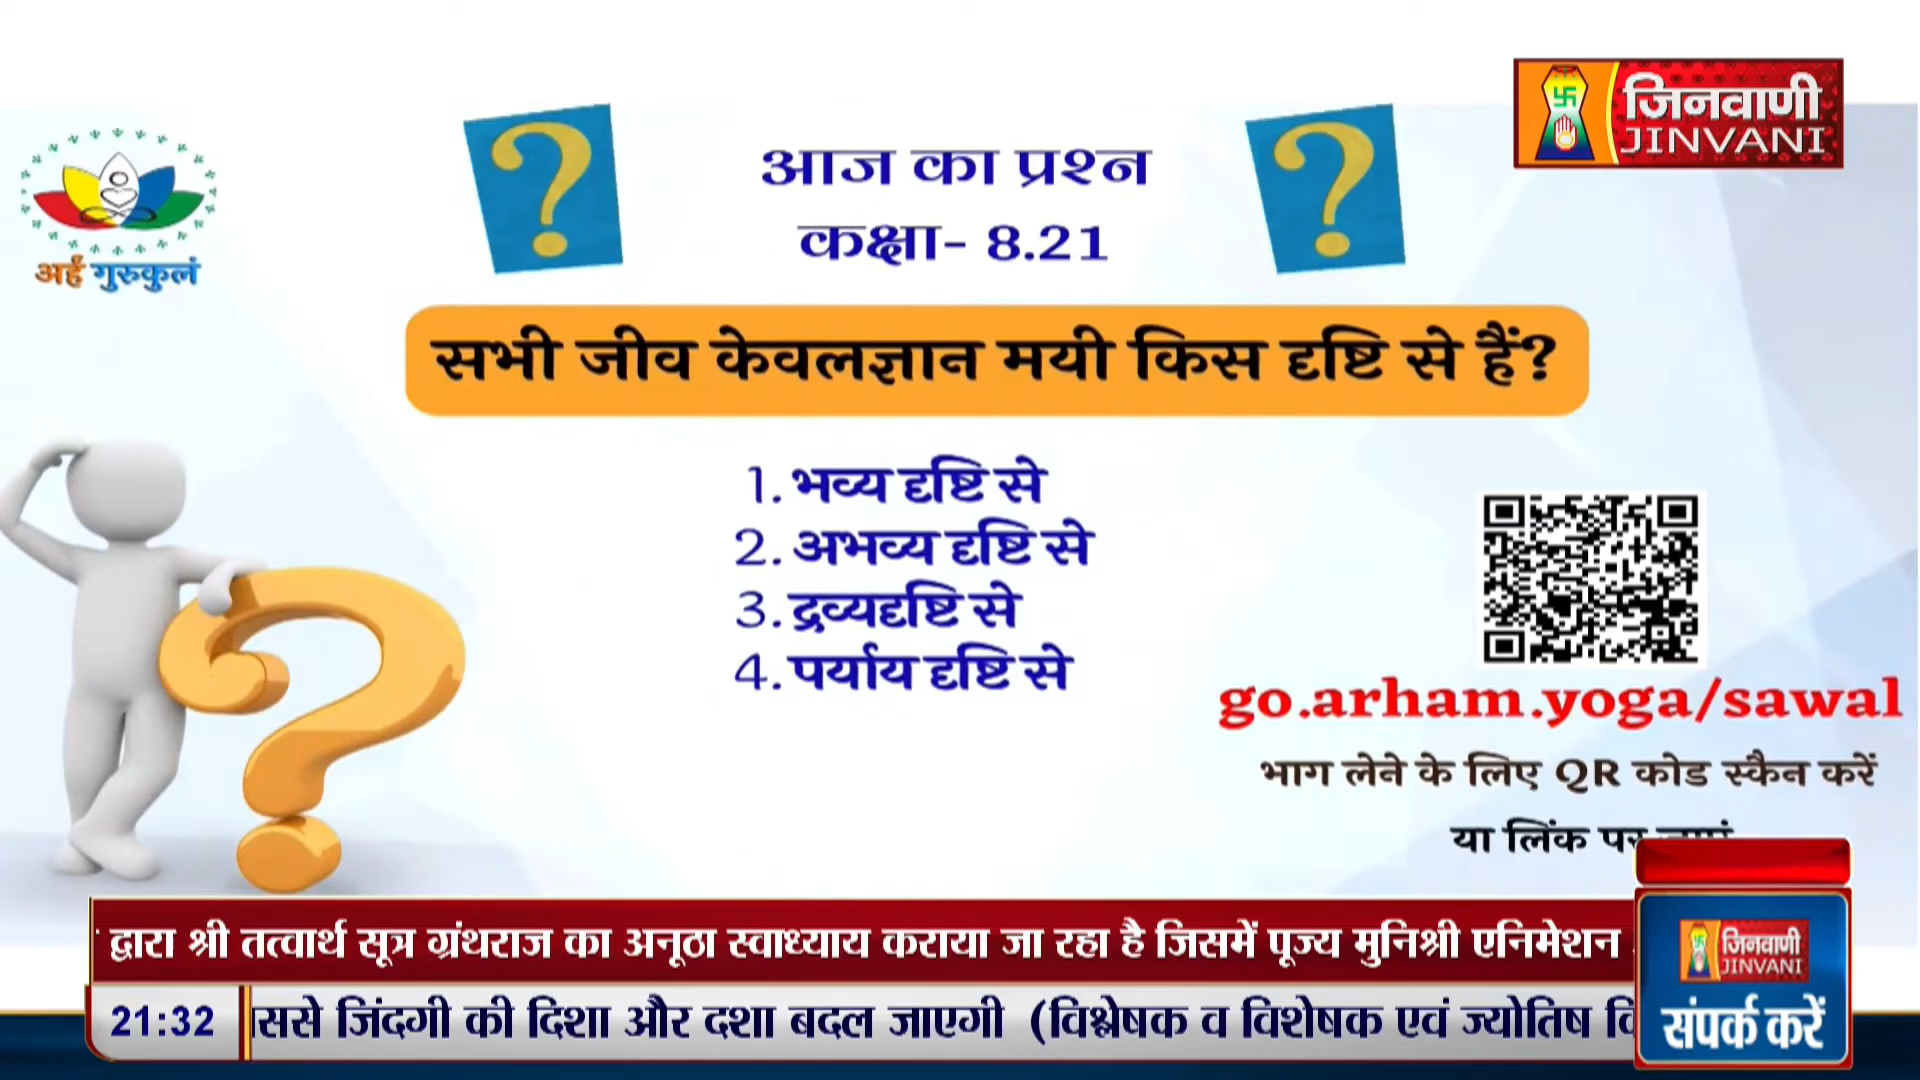 जिनवाणी
JINVANI
आज का प्रश्न
कक्षा- 8.21
अर्हं गुरुकुलं
सभी जीव केवलज्ञान मयी किस दृष्टि से हैं?
1. भव्य दृष्टि से
2. अभव्य दृष्टि से
3. द्रव्यदृष्टि से
4. पर्याय दृष्टि से
go.arham.yoga/sawal
भाग लेने के लिए QR कोड स्कैन करें
या लिंक पर
द्वारा श्री तत्वार्थ सूत्र ग्रंथराज का अनूठा स्वाध्याय कराया जा रहा है जिसमें पूज्य मुनिश्री एनिमेशन
जिनवाणी
JINVANI
21:32 ससे जिंदगी की दिशा और दशा बदल जाएगी (विश्लेषक व विशेषक एवं ज्योतिष
संपर्क करें